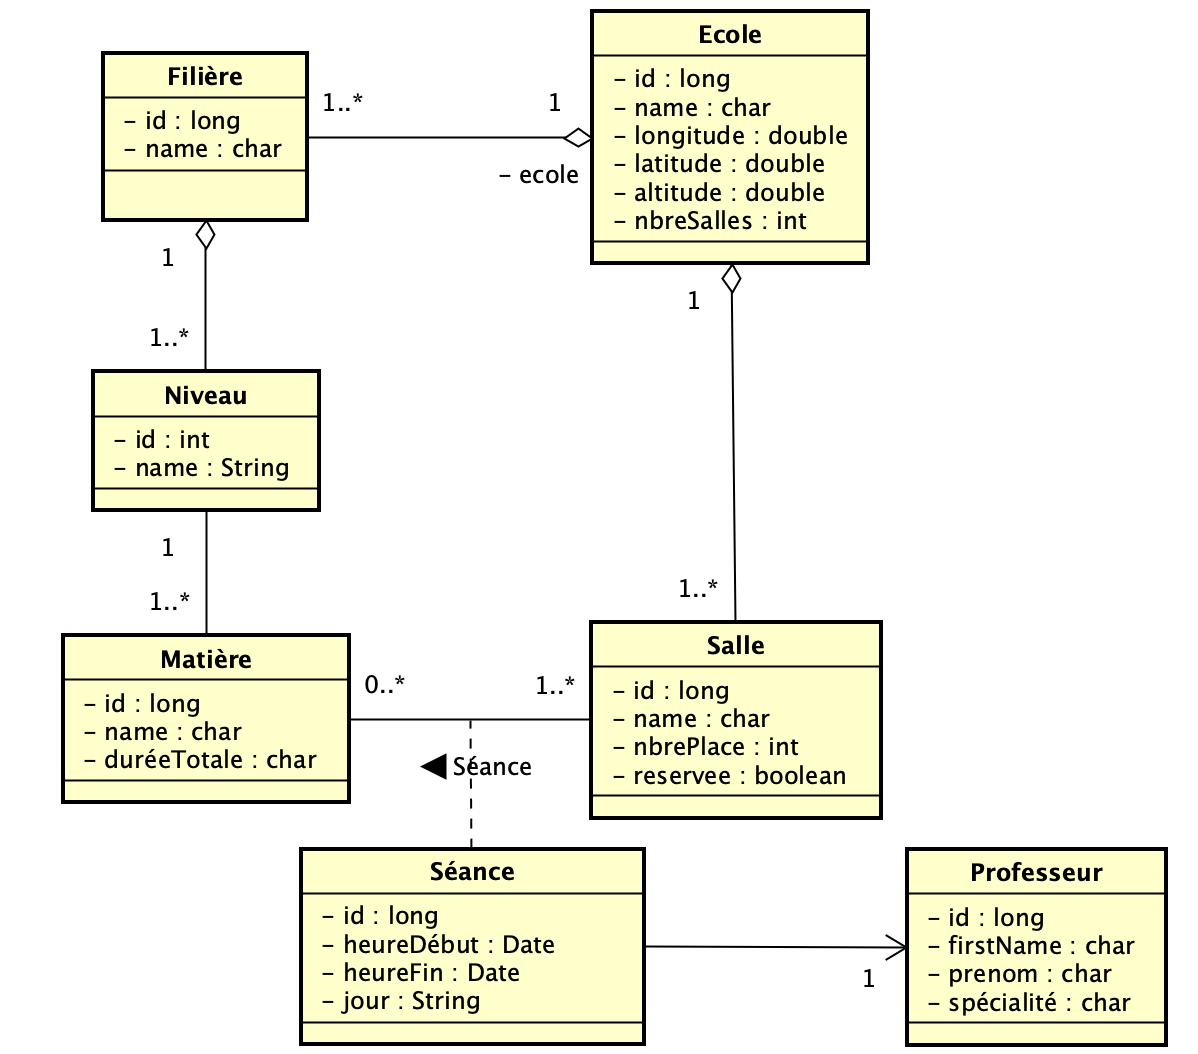 Ecole
- id : long
- name : char
- longitude : double
- latitude : double
- altitude : double
- nbreSalles : int
Filière
- id : long
- name : char
1..*
1
- ecole
1
1..*
1
1..*
Niveau
- id : int
- name : String
1
1..*
Matière
- id : long
- name : char
- duréeTotale : char
0..*
1..*
Séance
Salle
- id : long
- name : char
- nbrePlace : int
- reservee : boolean
Séance
- id : long
- heureDébut : Date
- heureFin : Date
- jour : String
1
Professeur
- id : long
- firstName : char
- prenom : char
- spécialité : char